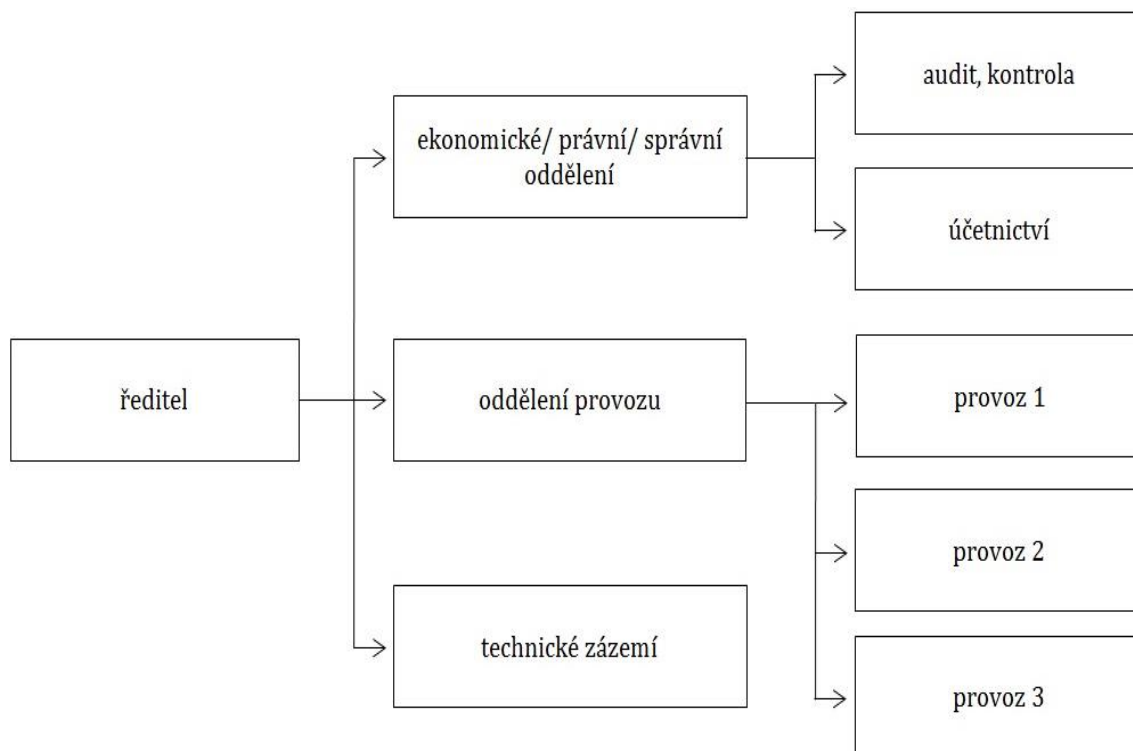 audit, kontrola
ekonomické/ právní/ správní
oddělení
účetnictví
ředitel
oddělení provozu
provoz 1
provoz 2
technické zázemí
provoz 3